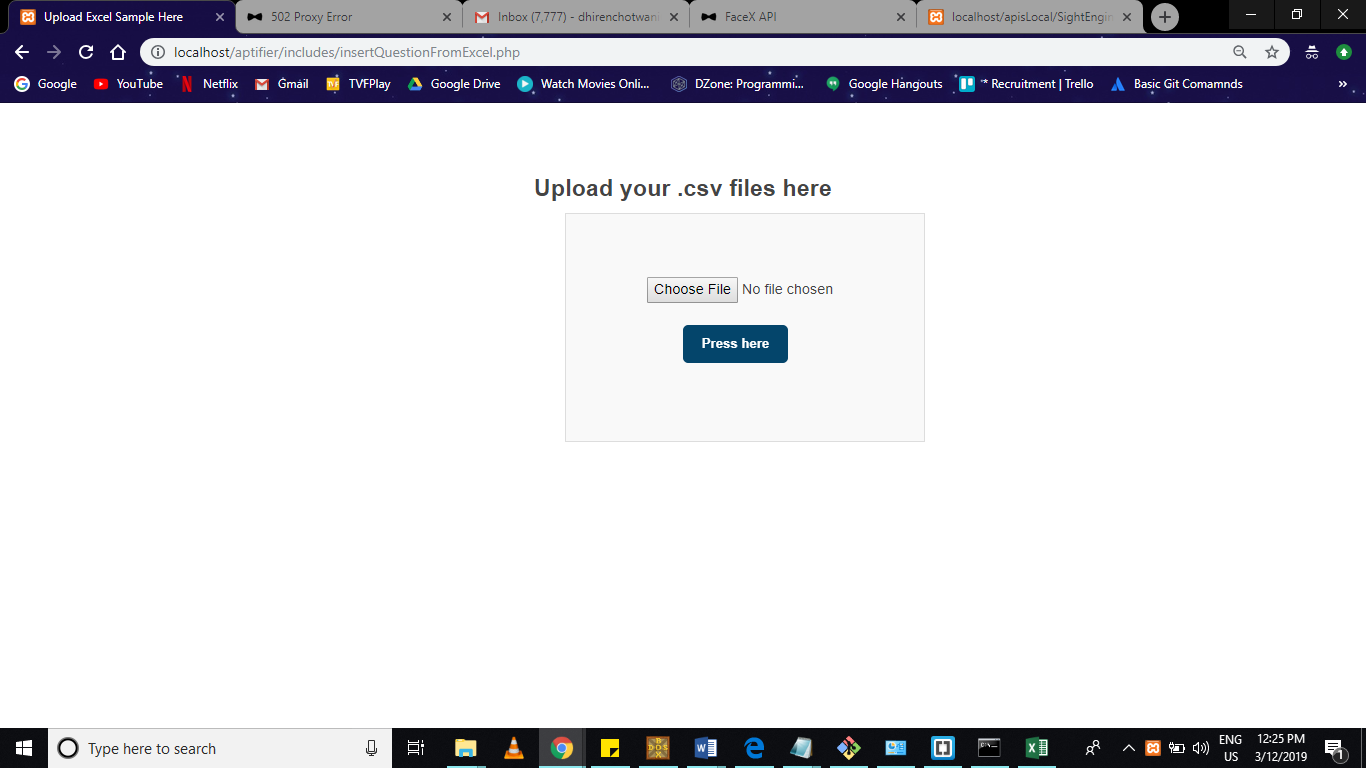 Upload Excel Sample Here
502 Proxy Error
Inbox (7,777) - dhirenchotwani
FaceX API
localhost/apisLocal/SightEngin
localhost/aptifier/includes/insertQuestionFromExcel.php
Google
YouTube
Netflix
Gmail
TVFPlay
Google Drive
Watch Movies Onli...
DZone: Programmi...
Google Hangouts
* Recruitment | Trello
Basic Git Comamnds
»
Upload your .csv files here
Choose File No file chosen
Press here
Type here to search
ENG
US
12:25 PM
3/12/2019
1